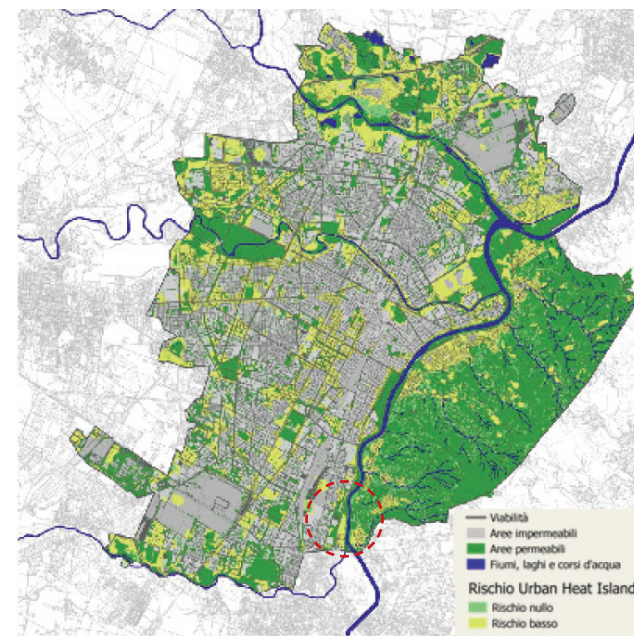 Viabilità
Aree impermeabili
Aree permeabili
Fiumi, laghi e corsi d'acqua
Rischio Urban Heat Island
Rischio nullo
Rischio basso